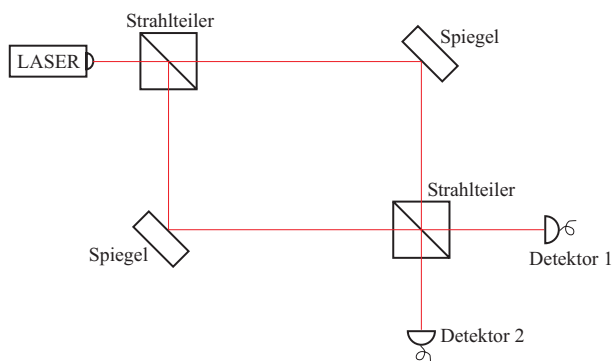 Strahlteiler
Spiegel
LASER
Strahlteiler
Spiegel
Detektor 1
Detektor 2